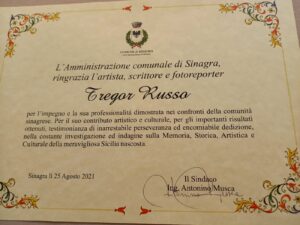 COMUNE DI SINAGRA
L'Amministrazione comunale di Sinagra,
ringrazia l'artista, scrittore e fotoreporter
Tregor Russo
per l'impegno e la sua professionalità dimostrata nei confronti della comunità
sinagrese. Per il suo contributo artistico e culturale, per gli importanti risultati
ottenuti, testimonianza di inarrestabile perseveranza ed encomiabile dedizione,
nella costante investigazione ed indagine sulla Memoria, Storica, Artistica e
Culturale della meravigliosa Sicilia nascosta.
Sinagra lì 25 Agosto 2021
Il Sindaco
Ing. Antonino Musca